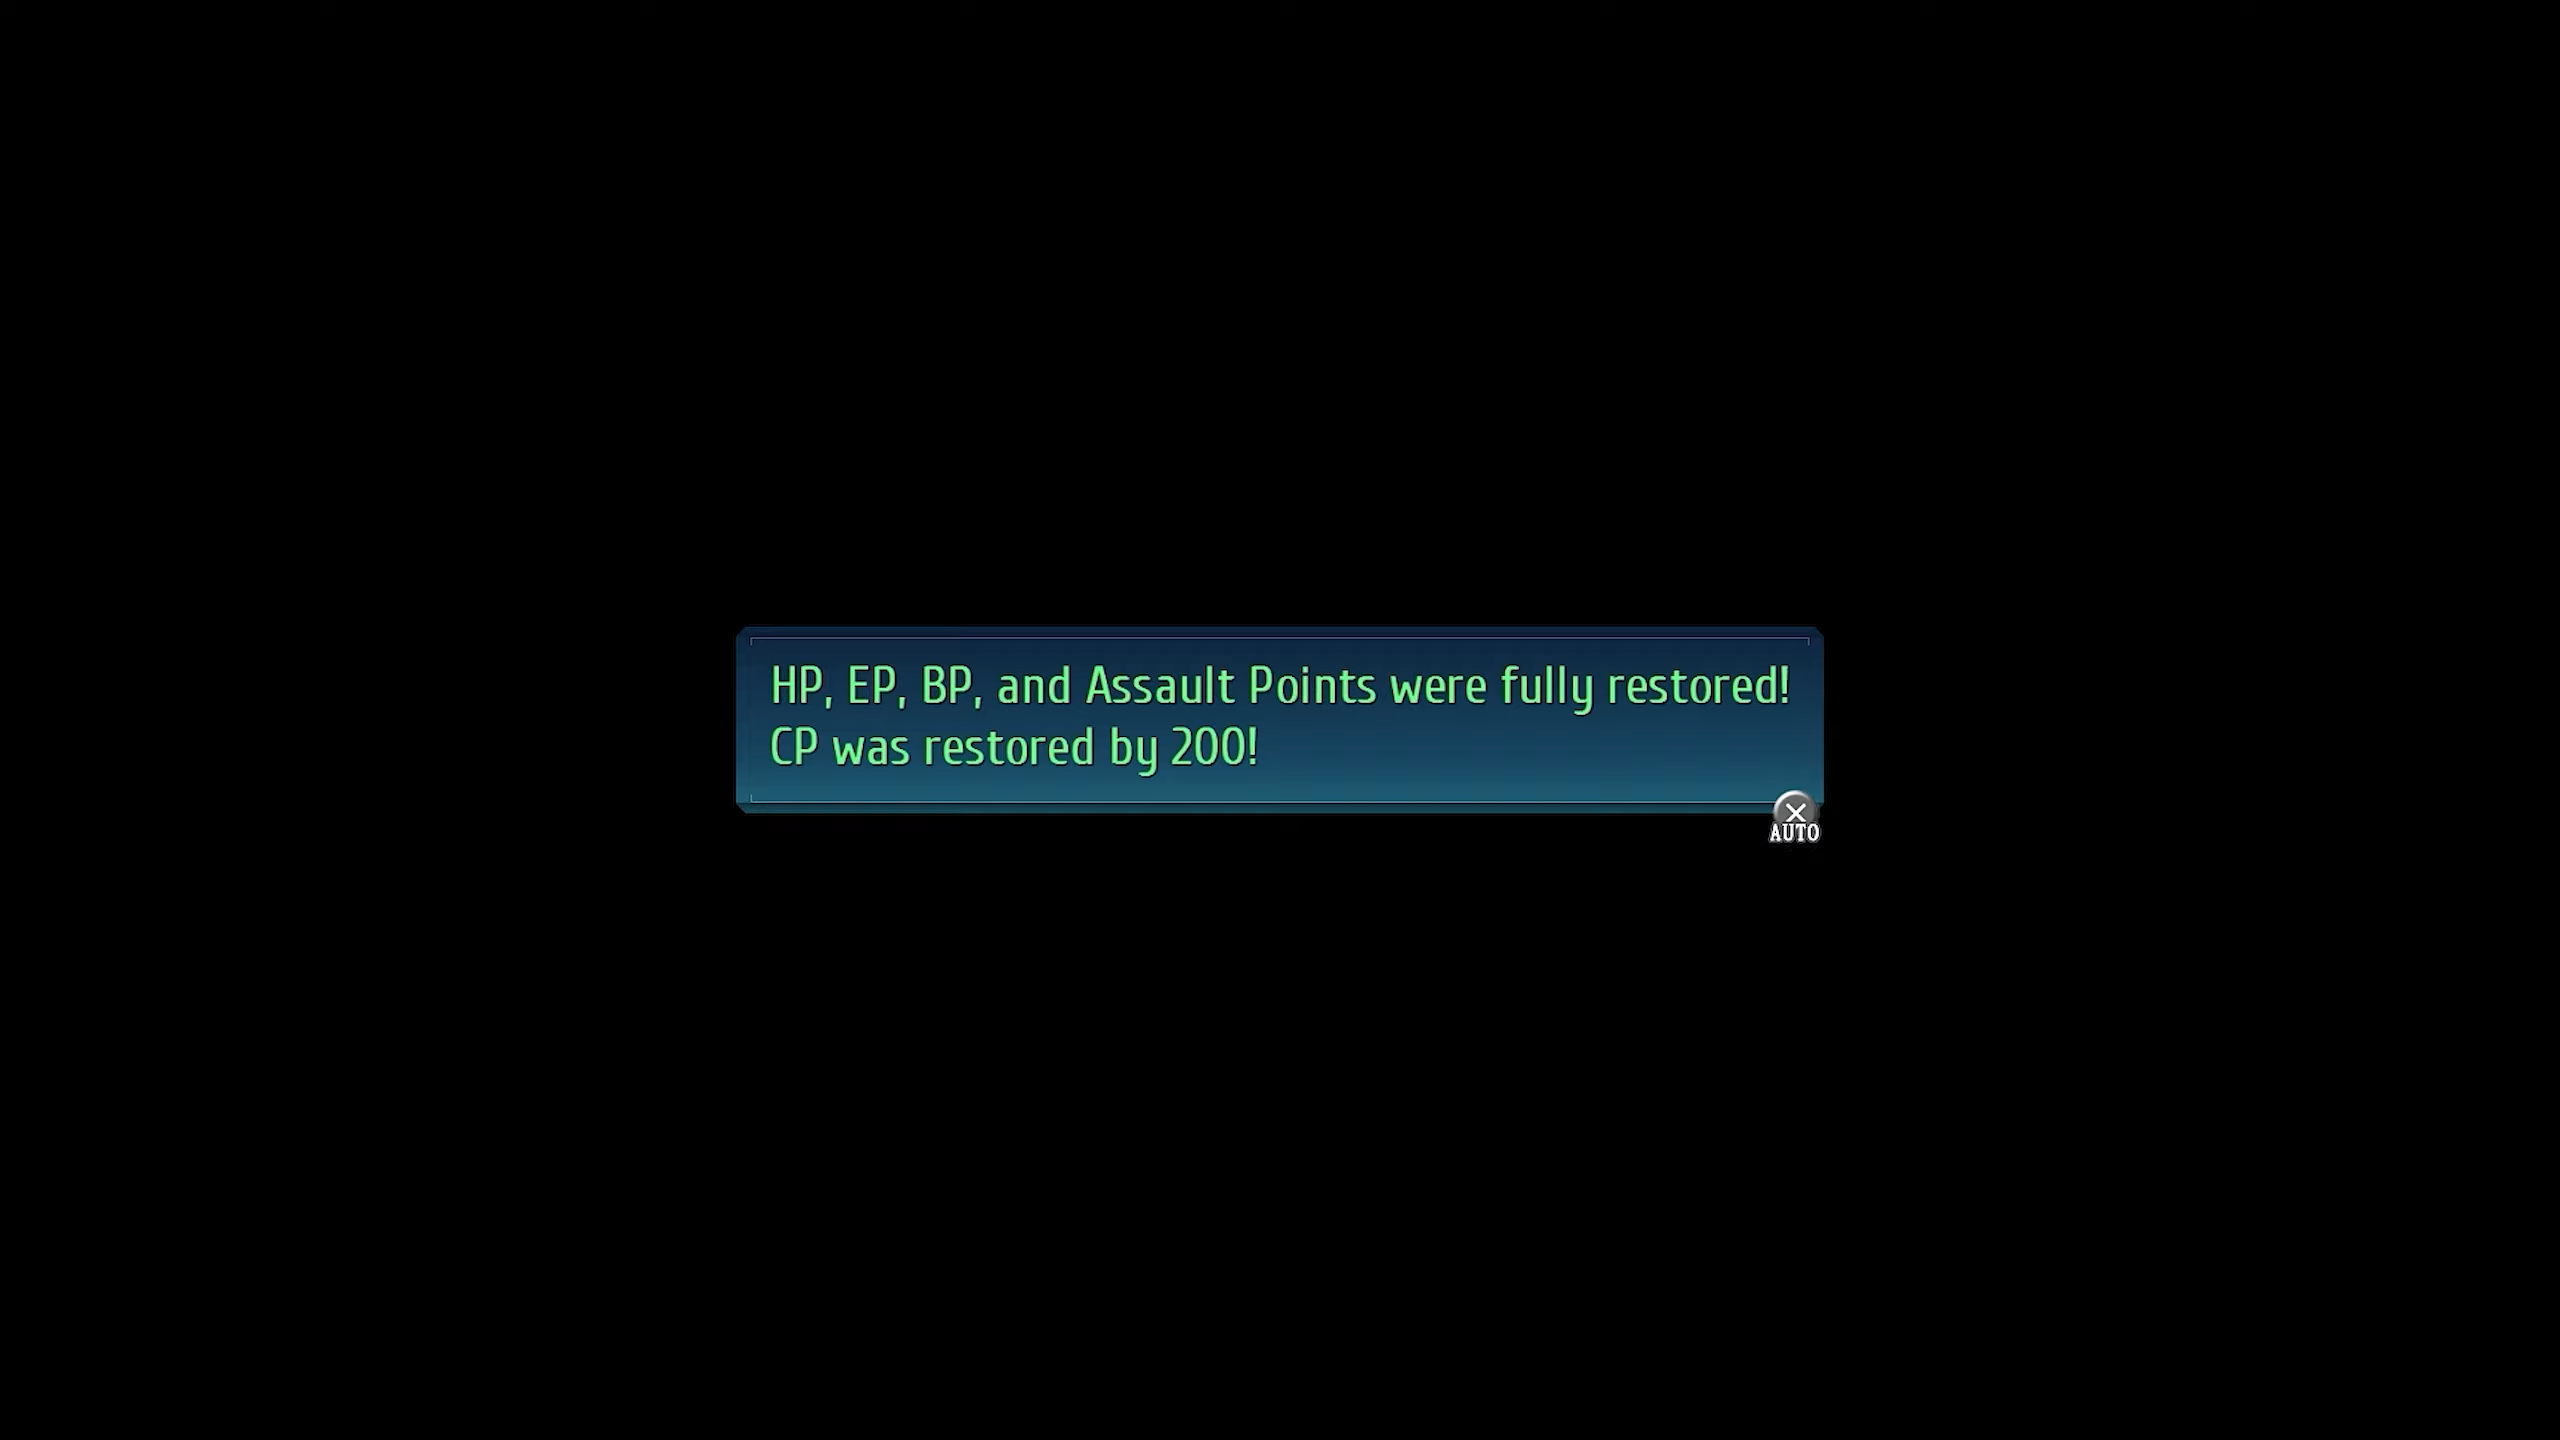 HP, EP, BP, and Assault Points were fully restored!
CP was restored by 200!
AUTO